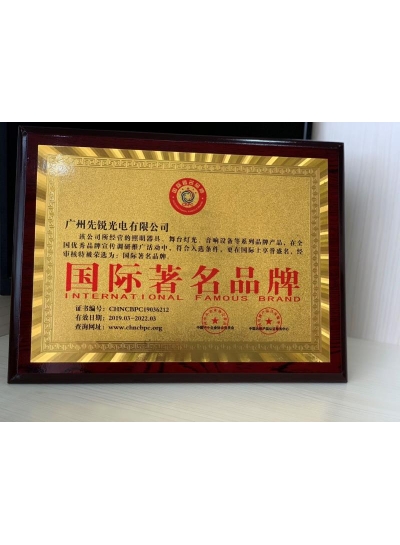 广州先锐光电有限公司
该公司所经营的照明器具、舞台灯光、音响设备等系列品牌产品，在全
国优秀品牌宣传调研推广活动中，符合入选条件，更在国际上享誉盛名，经
审核特被荣选为：国际著名品牌。
国际著名品牌
INTERNATIONAL FAMOUS BRAND
证书编号：CHNCBPC19036212
有效日期：2019.03-2022.03
查询网址：www.chncbpc.org